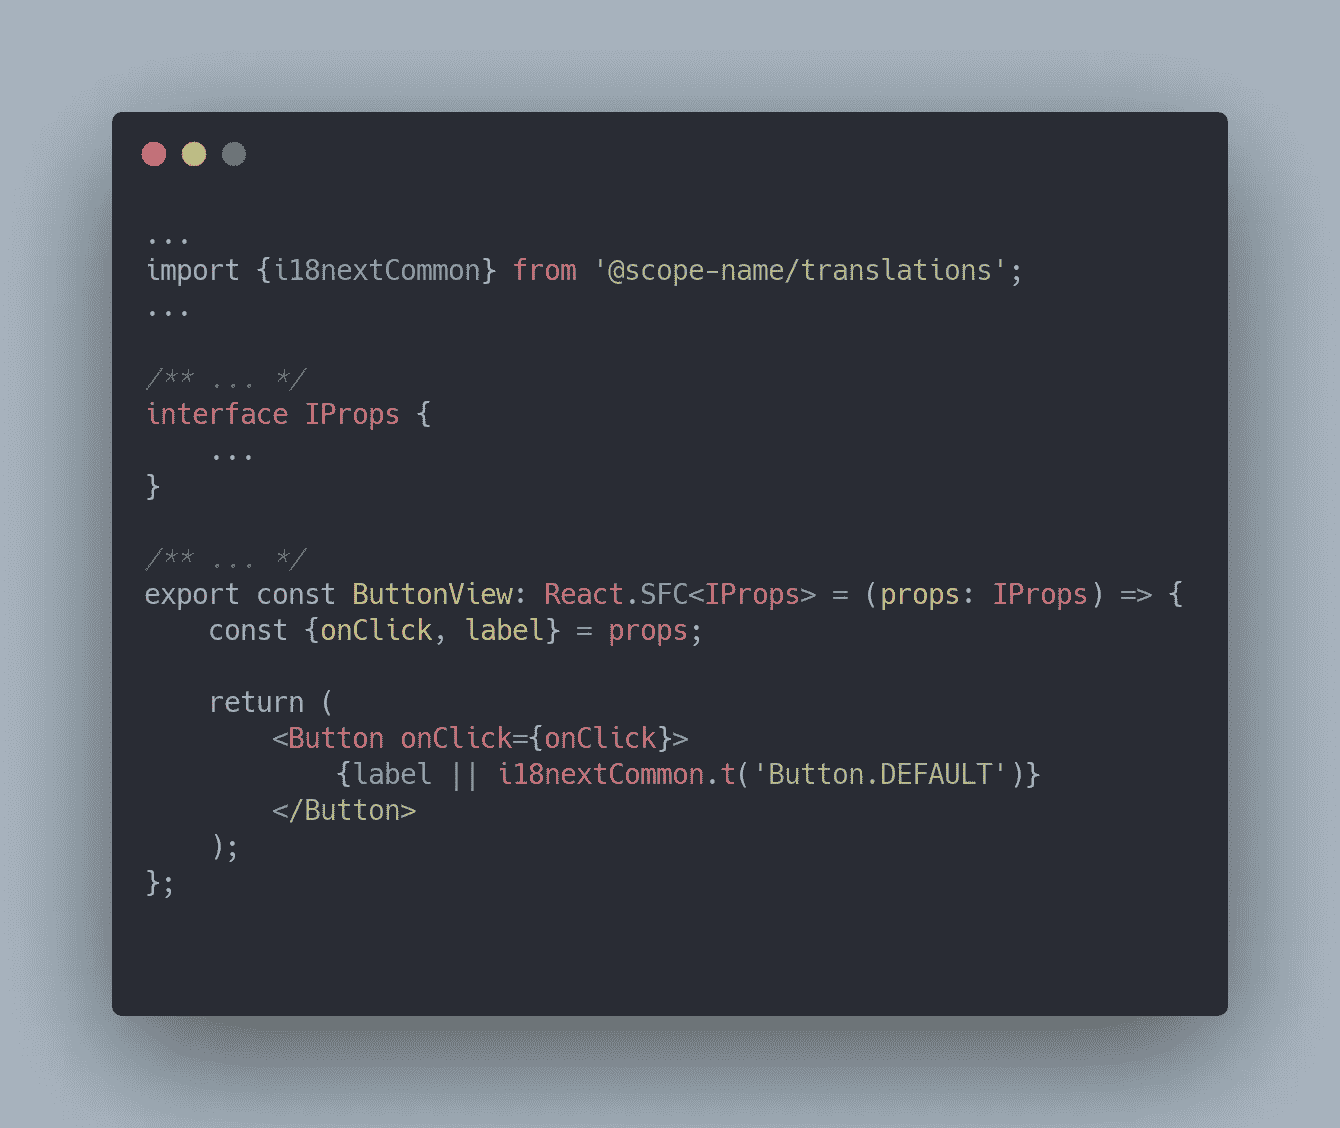 ...
import {i18nextCommon} from '@scope-name/translations';
...
/** ... */
interface IProps {
    ...
}
/** ... */
export const ButtonView: React.SFC<IProps> = (props: IProps) => {
    const {onClick, label} = props;
    return (
        <Button onClick={onClick}>
            {label || i18nextCommon.t('Button.DEFAULT')}
        </Button>
    );
};